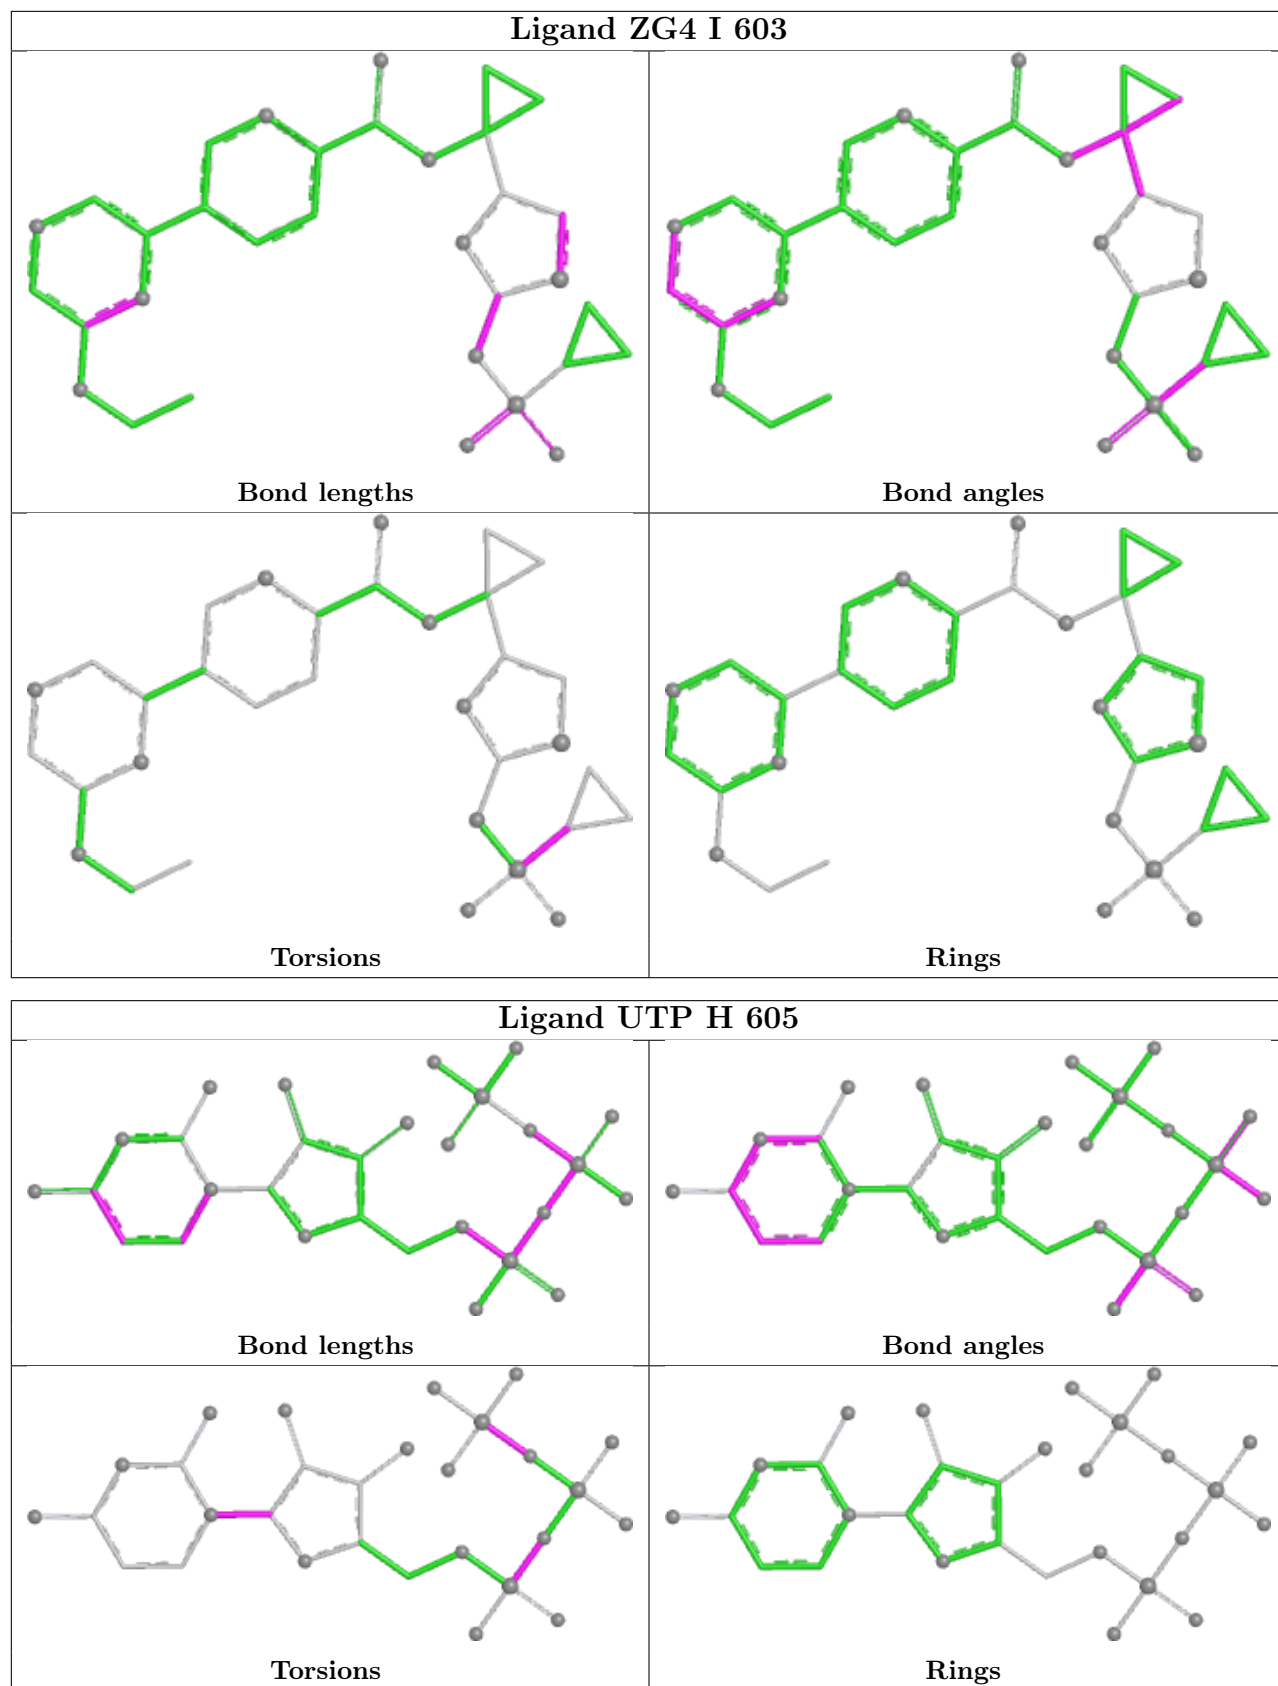 Ligand ZG4 I 603
Bond lengths
Bond angles
Torsions
Rings
Ligand UTP H 605
Bond lengths
Bond angles
Torsions
Rings